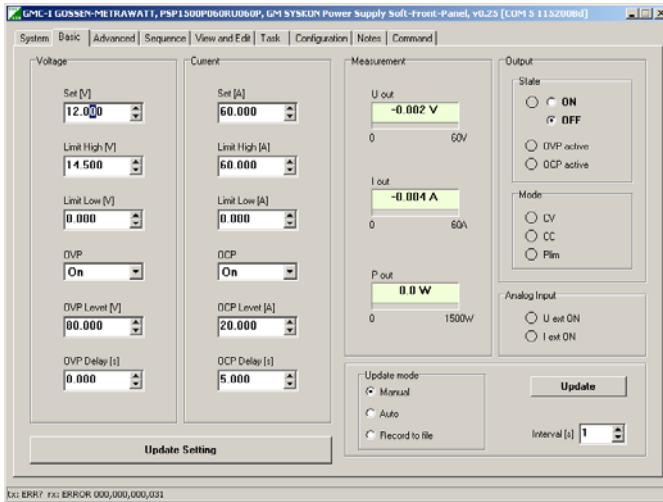 GMC-I GOSSEN-METRAWATT, PSP1500P060RU060P, GM SYSKON Power Supply Soft-Front-Panel, v0.25 [COM 5 115200Bd]
System Basic Advanced Sequence View and Edit Task Configuration Notes Command
Voltage
Set [V]
12.000
Limit High [V]
14.500
Limit Low [V]
0.000
OVP
On
OVP Level [V]
80.000
OVP Delay [s]
0.000
Current
Set [A]
60.000
Limit High [A]
60.000
Limit Low [A]
0.000
OCP
On
OCP Level [A]
20.000
OCP Delay [s]
5.000
Update Setting
Measurement
U out
-0.002 V
0 60V
I out
-0.004 A
0 60A
P out
0.0 W
0 1500W
Output
State
ON
OFF
OVP active
OCP active
Mode
CV
CC
Plim
Analog Input
U ext ON
I ext ON
Update mode
Manual
Auto
Record to file
Update
Interval [s] 1
tx: ERR? rx: ERROR 000,000,000,031